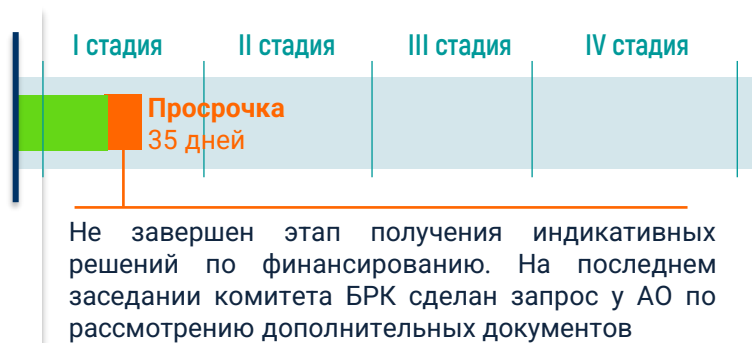 I стадия II стадия III стадия IV стадия
Просрочка
35 дней
Не завершен этап получения индикативных
решений по финансированию. На последнем
заседании комитета БРК сделан запрос у АО по
рассмотрению дополнительных документов